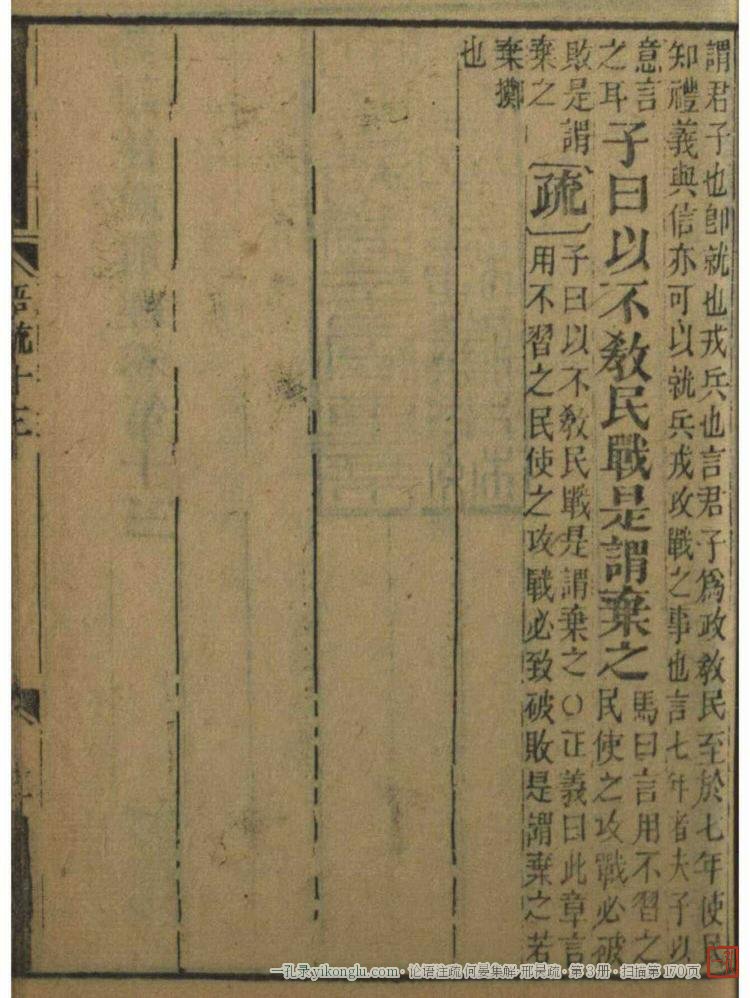 謂君子也卽就也戎兵也言君子爲政敎民至於七年使民
知禮義與信亦可以就兵戎攻戰之事也言七年者夫子以
意言
之耳
子曰以不敎民戰是謂棄之
馬曰言用不習之
民使之攻戰必破
敗是謂
棄之
疏
子曰以不敎民戰是謂棄之○正義曰此章言
用不習之民使之攻戰必致破敗是謂棄之若
棄擲
也
語疏十三
一孔录yikonglu.com·论语注疏 何晏集解 邢昺疏·第3册·扫描第170页